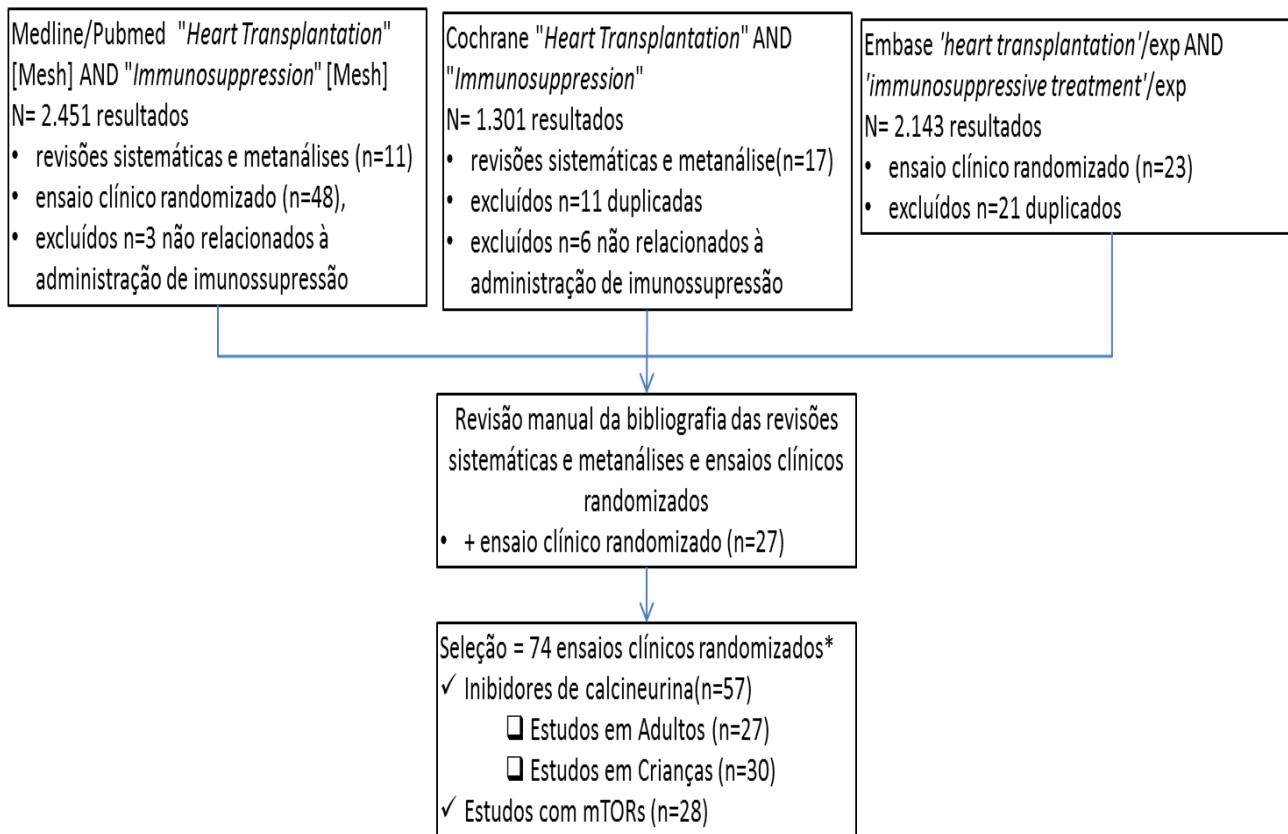 Medline/Pubmed "Heart Transplantation"
[Mesh] AND "Immunosuppression" [Mesh]
N= 2.451 resultados
• revisões sistemáticas e metanálises (n=11)
• ensaio clínico randomizado (n=48),
• excluídos n=3 não relacionados à
administração de imunossupressão
Cochrane "Heart Transplantation" AND
"Immunosuppression"
N= 1.301 resultados
• revisões sistemáticas e metanálise(n=17)
• excluídos n=11 duplicadas
• excluídos n=6 não relacionados à
administração de imunossupressão
Embase 'heart transplantation'/exp AND
'immunosuppressive treatment'/exp
N= 2.143 resultados
• ensaio clínico randomizado (n=23)
• excluídos n=21 duplicados
Revisão manual da bibliografia das revisões
sistemáticas e metanálises e ensaios clínicos
randomizados
• + ensaio clínico randomizado (n=27)
Seleção = 74 ensaios clínicos randomizados*
✓ Inibidores de calcineurina(n=57)
❑ Estudos em Adultos (n=27)
❑ Estudos em Crianças (n=30)
✓ Estudos com mTORs (n=28)